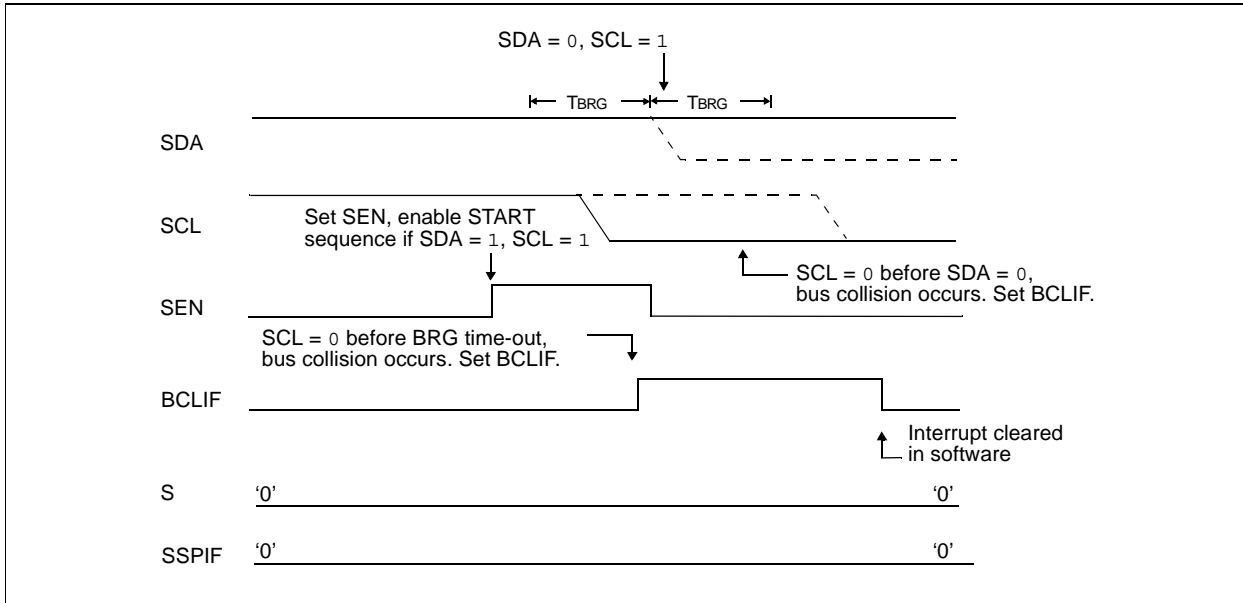 SDA = 0, SCL = 1
TBRG TBRG
SDA
SCL
Set SEN, enable START
sequence if SDA = 1, SCL = 1
SCL = 0 before SDA = 0,
bus collision occurs. Set BCLIF.
SEN
SCL = 0 before BRG time-out,
bus collision occurs. Set BCLIF.
BCLIF
Interrupt cleared
in software
S ‘0’ ‘0’
SSPIF ‘0’ ‘0’